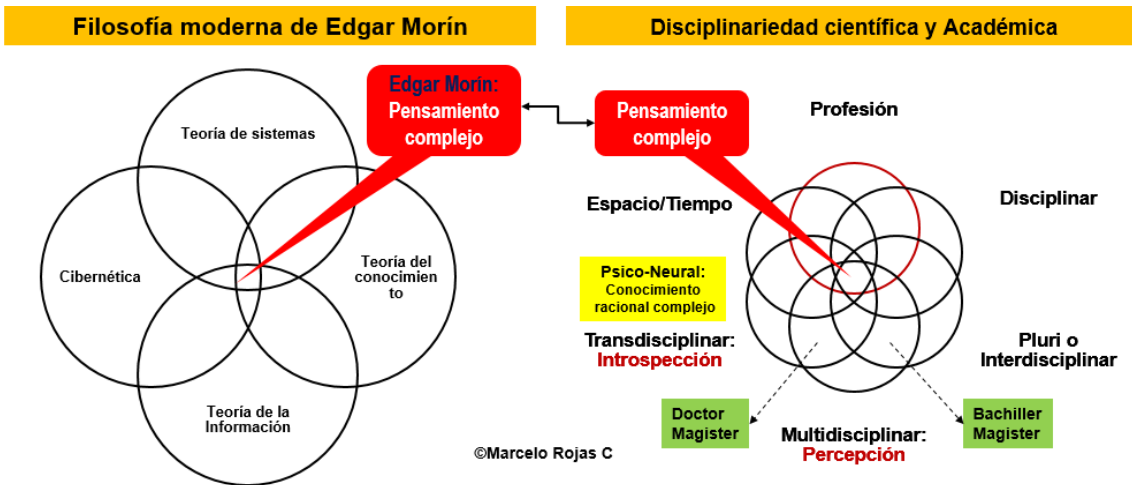 Filosofía moderna de Edgar Morín
Teoría de sistemas
Edgar Morin:
Pensamiento
complejo
Cibernética
Teoría del
conocimien
to
Teoría de la
Información
Disciplinariedad científica y Académica
Pensamiento
complejo
Profesión
Espacio/Tiempo
Disciplinar
Psico-Neural:
Conocimiento
racional complejo
Transdisciplinar:
Introspección
Pluri o
Interdisciplinar
Doctor
Magister
Multidisciplinar:
Percepción
Bachiller
Magister
©Marcelo Rojas C